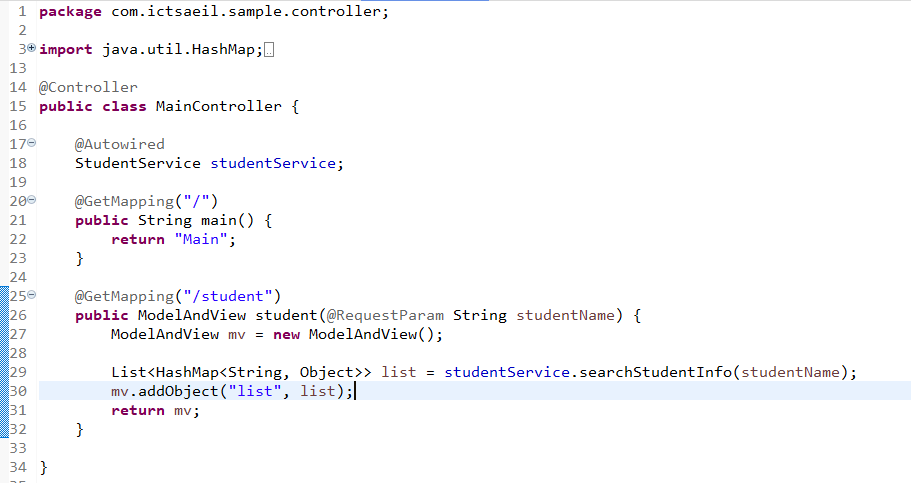 1 package com.ictsaeil.sample.controller;
2
3 import java.util.HashMap;
13
14 @Controller
15 public class MainController {
16
17     @Autowired
18     StudentService studentService;
19
20     @GetMapping("/")
21     public String main() {
22         return "Main";
23     }
24
25     @GetMapping("/student")
26     public ModelAndView student(@RequestParam String studentName) {
27         ModelAndView mv = new ModelAndView();
28
29         List<HashMap<String, Object>> list = studentService.searchStudentInfo(studentName);
30         mv.addObject("list", list);
31         return mv;
32     }
33
34 }